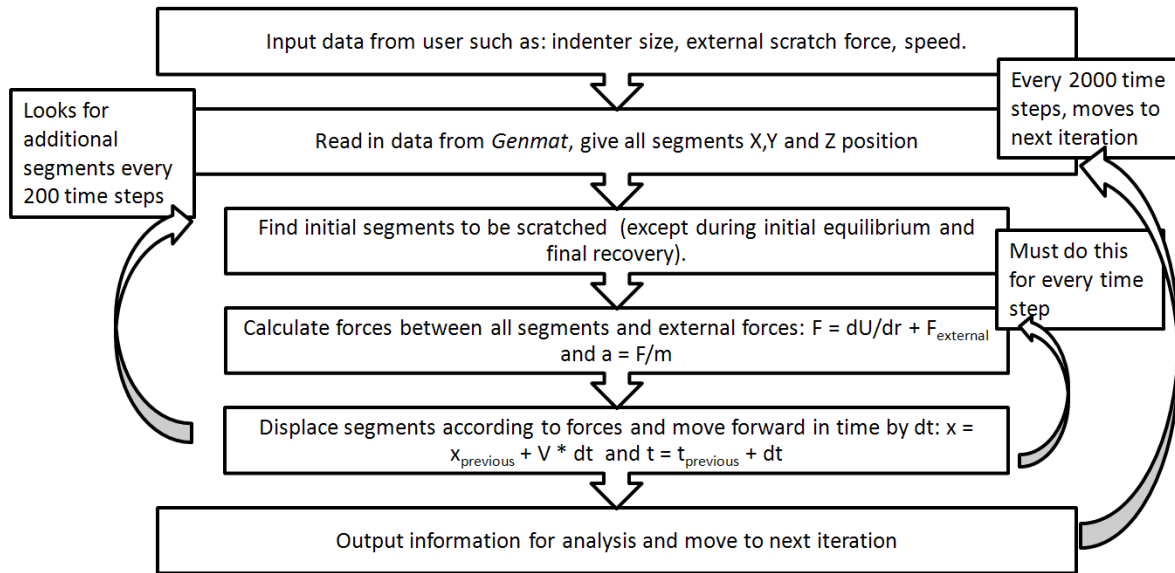 Input data from user such as: indenter size, external scratch force, speed.
Every 2000 time
steps, moves to
next iteration
Looks for
additional
segments every
200 time steps
Read in data from Genmat, give all segments X,Y and Z position
Find initial segments to be scratched (except during initial equilibrium and
final recovery).
Must do this
for every time
step
Calculate forces between all segments and external forces: F = dU/dr + Fexternal
and a = F/m
Displace segments according to forces and move forward in time by dt: x =
xprevious + V * dt and t = tprevious + dt
Output information for analysis and move to next iteration